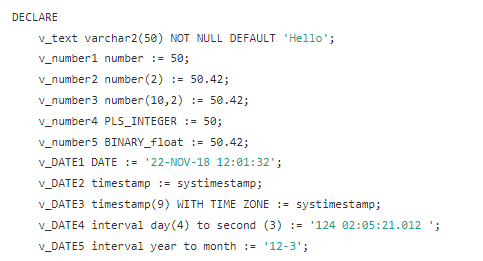 DECLARE
v_text varchar2(50) NOT NULL DEFAULT 'Hello';
v_number1 number := 50;
v_number2 number(2) := 50.42;
v_number3 number(10,2) := 50.42;
v_number4 PLS_INTEGER := 50;
v_number5 BINARY_float := 50.42;
v_DATE1 DATE := '22-NOV-18 12:01:32';
v_DATE2 timestamp := systimestamp;
v_DATE3 timestamp(9) WITH TIME ZONE := systimestamp;
v_DATE4 interval day(4) to second (3) := '124 02:05:21.012 ';
v_DATE5 interval year to month := '12-3';